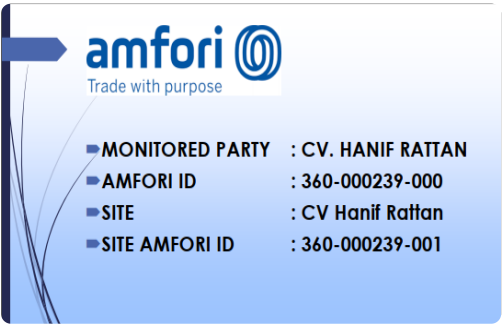 amfori
Trade with purpose
MONITORED PARTY : CV. HANIF RATTAN
AMFORI ID : 360-000239-000
SITE : CV Hanif Rattan
SITE AMFORI ID : 360-000239-001